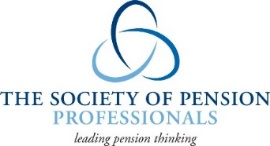 THE SOCIETY OF PENSION
PROFESSIONALS
leading pension thinking